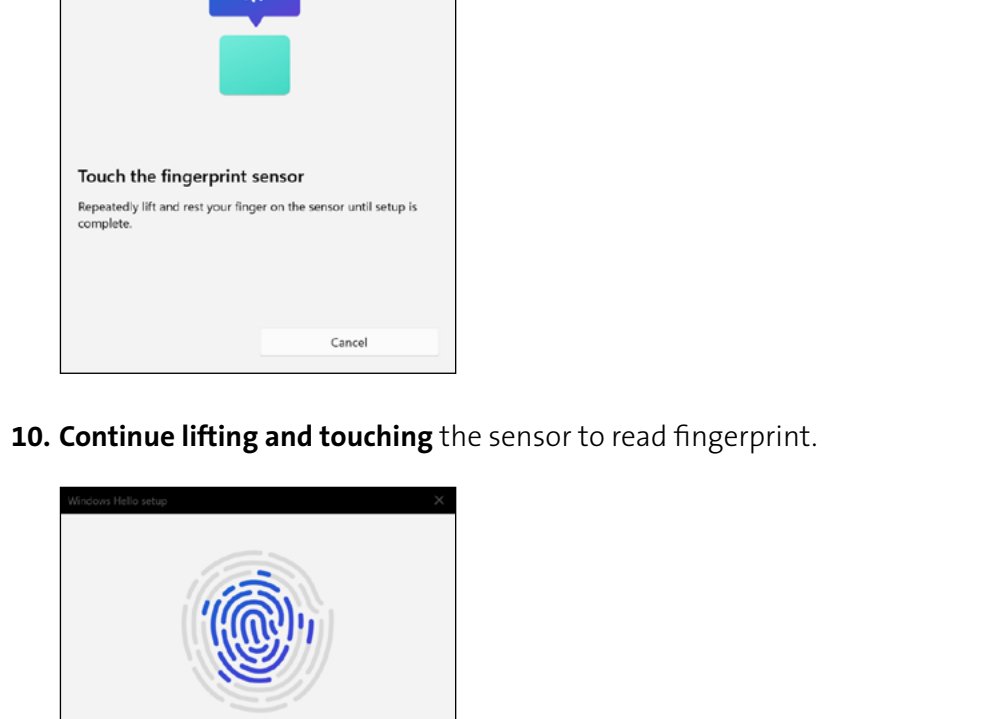 Touch the fingerprint sensor
Repeatedly lift and rest your finger on the sensor until setup is
complete.
Cancel
10. Continue lifting and touching the sensor to read fingerprint.
Windows Hello setup